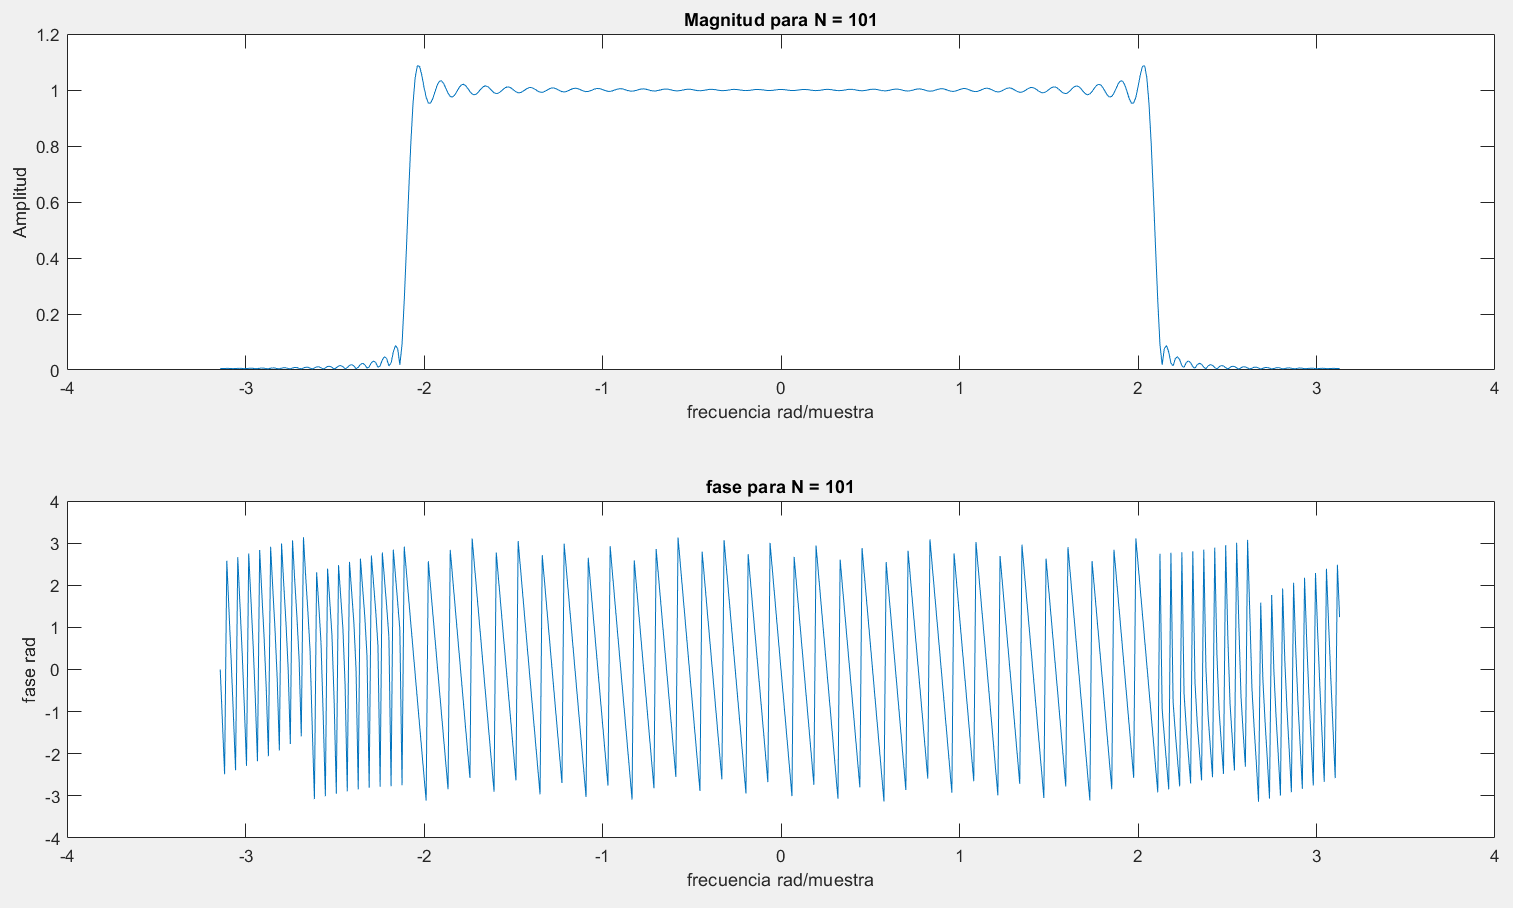 Magnitud para N = 101
1.2
1
0.8
0.6
0.4
0.2
0
Amplitud
-4 -3 -2 -1 0 1 2 3 4
frecuencia rad/muestra
fase para N = 101
4
3
2
1
0
-1
-2
-3
-4
fase rad
-4 -3 -2 -1 0 1 2 3 4
frecuencia rad/muestra